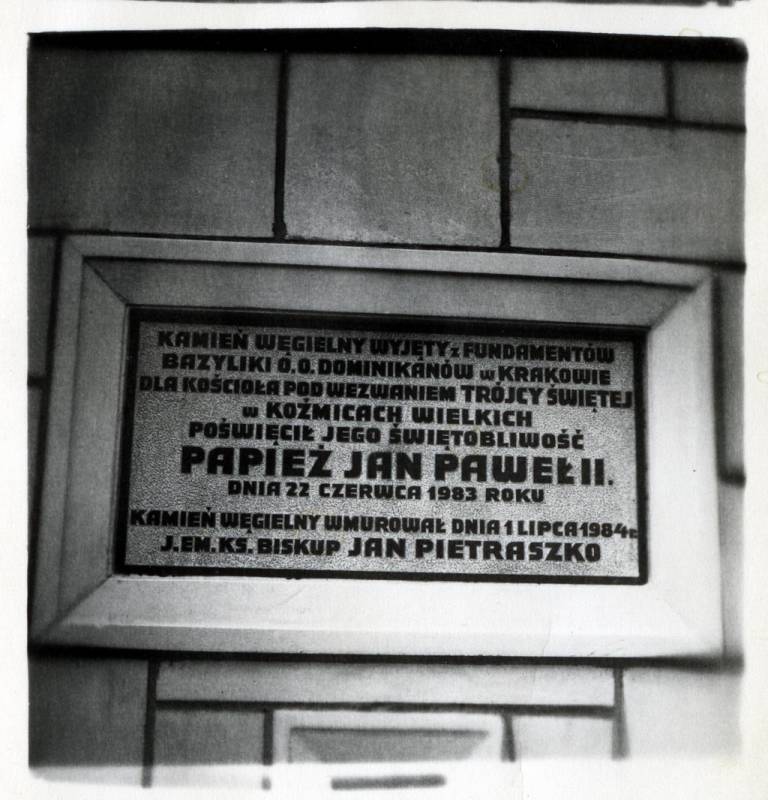 KAMIEŃ WĘGIELNY WYJĘTY z FUNDAMENTÓW
BAZYLIKI O.O. DOMINIKANÓW w KRAKOWIE
DLA KOŚCIOŁA POD WEZWANIEM TRÓJCY ŚWIĘTEJ
w KOŹMICACH WIELKICH
POŚWIĘCIŁ JEGO ŚWIĘTOBLIWOŚĆ
PAPIEŻ JAN PAWEŁ II.
DNIA 22 CZERWCA 1983 ROKU
KAMIEŃ WĘGIELNY WMUROWAŁ DNIA 1 LIPCA 1984r.
J.EM.KS. BISKUP JAN PIETRASZKO